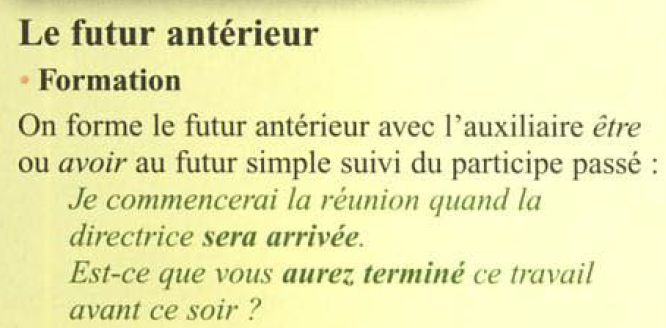 Le futur antérieur
• Formation
On forme le futur antérieur avec l'auxiliaire être
ou avoir au futur simple suivi du participe passé :
Je commencerai la réunion quand la
directrice sera arrivée.
Est-ce que vous aurez terminé ce travail
avant ce soir ?